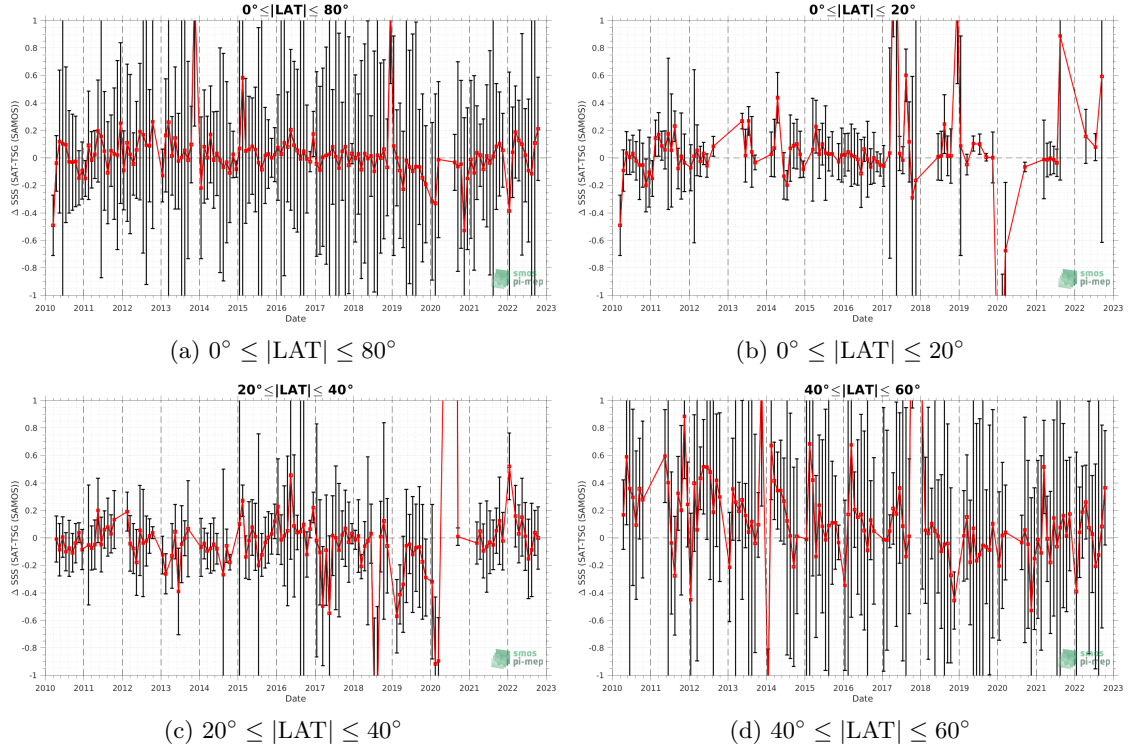 0°≤|LAT|≤ 80°
1
0.8
0.6
0.4
0.2
0
-0.2
-0.4
-0.6
-0.8
-1
Δ SSS (SAT-TSG (SAMOS))
2010 2011 2012 2013 2014 2015 2016 2017 2018 2019 2020 2021 2022 2023
Date
smos
pi-mep
(a) 0° ≤ |LAT| ≤ 80°
0°≤|LAT|≤ 20°
1
0.8
0.6
0.4
0.2
0
-0.2
-0.4
-0.6
-0.8
-1
Δ SSS (SAT-TSG (SAMOS))
2010 2011 2012 2013 2014 2015 2016 2017 2018 2019 2020 2021 2022 2023
Date
smos
pi-mep
(b) 0° ≤ |LAT| ≤ 20°
20°≤|LAT|≤ 40°
1
0.8
0.6
0.4
0.2
0
-0.2
-0.4
-0.6
-0.8
-1
Δ SSS (SAT-TSG (SAMOS))
2010 2011 2012 2013 2014 2015 2016 2017 2018 2019 2020 2021 2022 2023
Date
smos
pi-mep
(c) 20° ≤ |LAT| ≤ 40°
40°≤|LAT|≤ 60°
1
0.8
0.6
0.4
0.2
0
-0.2
-0.4
-0.6
-0.8
-1
Δ SSS (SAT-TSG (SAMOS))
2010 2011 2012 2013 2014 2015 2016 2017 2018 2019 2020 2021 2022 2023
Date
smos
pi-mep
(d) 40° ≤ |LAT| ≤ 60°